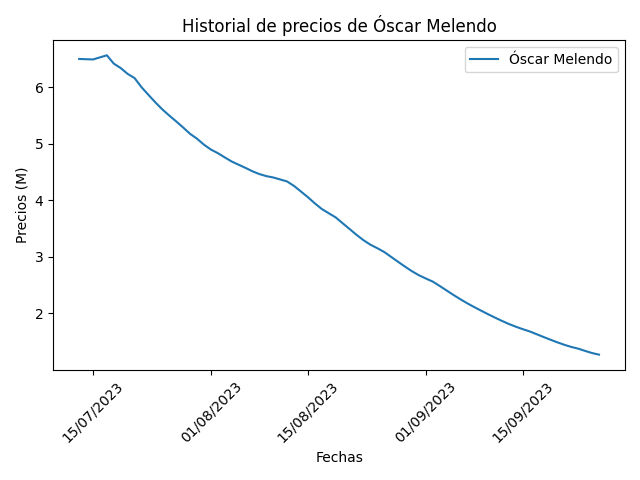 Historial de precios de Óscar Melendo
Óscar Melendo
Precios (M)
6
5
4
3
2
15/07/2023
01/08/2023
15/08/2023
01/09/2023
15/09/2023
Fechas